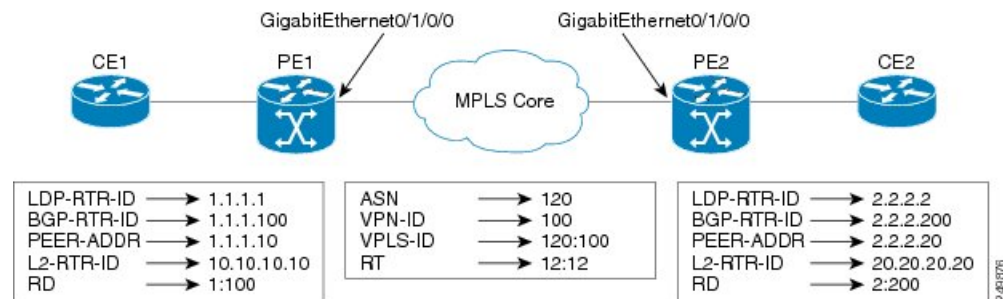 GigabitEthernet0/1/0/0
GigabitEthernet0/1/0/0
CE1
PE1
PE2
CE2
MPLS Core
LDP-RTR-ID → 1.1.1.1
BGP-RTR-ID → 1.1.1.100
PEER-ADDR → 1.1.1.10
L2-RTR-ID → 10.10.10.10
RD → 1:100
ASN → 120
VPN-ID → 100
VPLS-ID → 120:100
RT → 12:12
LDP-RTR-ID → 2.2.2.2
BGP-RTR-ID → 2.2.2.200
PEER-ADDR → 2.2.2.20
L2-RTR-ID → 20.20.20.20
RD → 2:200